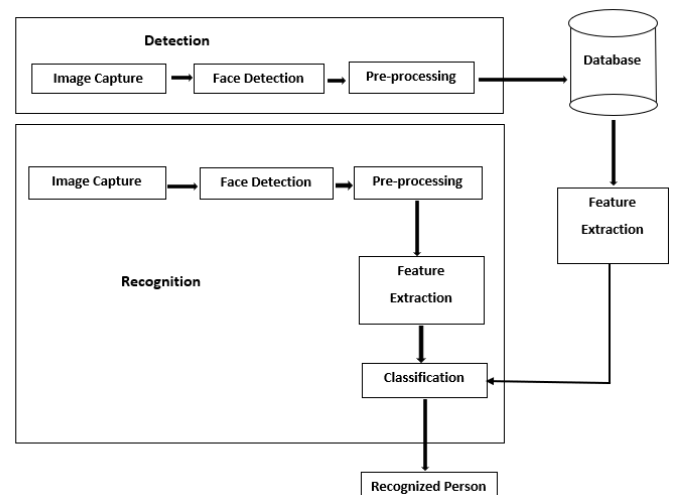 Detection
Image Capture
Face Detection
Pre-processing
Database
Image Capture
Face Detection
Pre-processing
Feature
Extraction
Recognition
Feature
Extraction
Classification
Recognized Person